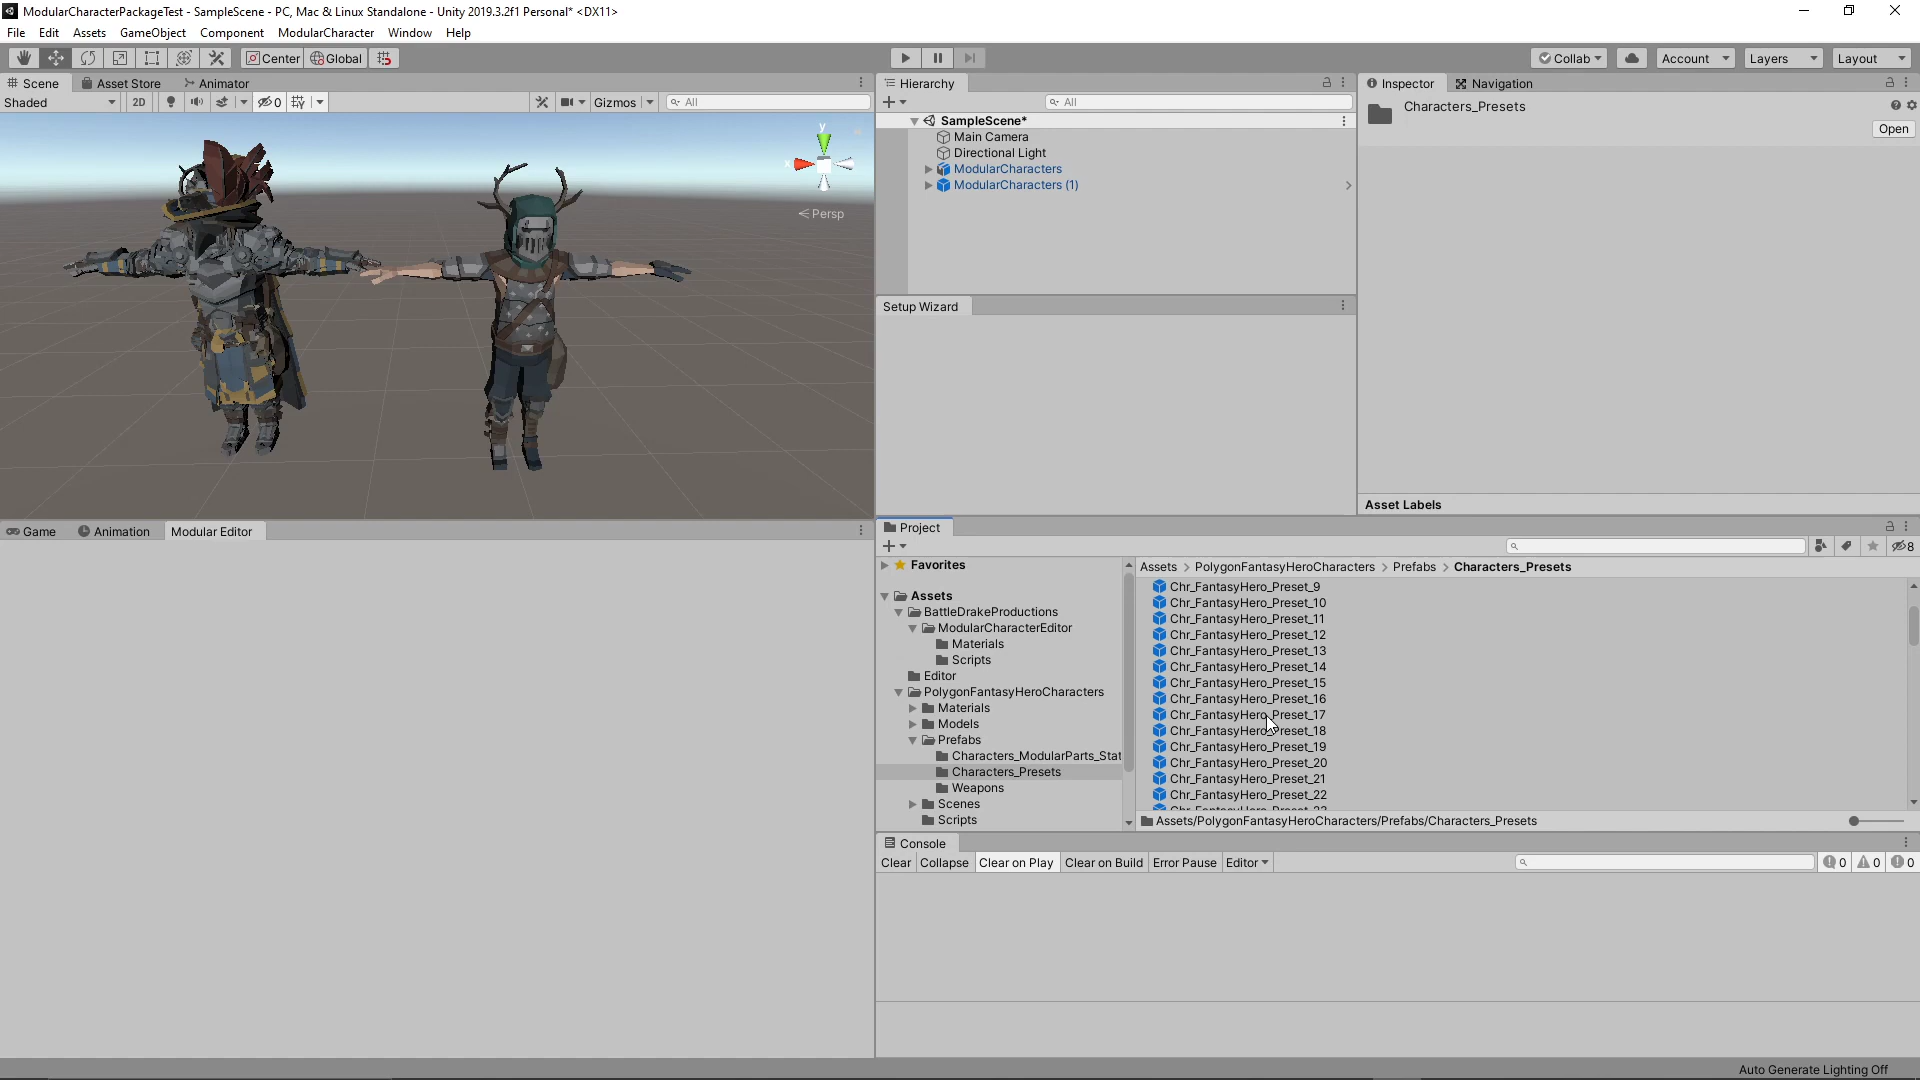 ModularCharacterPackageTest - SampleScene - PC, Mac & Linux Standalone - Unity 2019.3.2f1 Personal* <DX11>
File Edit Assets GameObject Component ModularCharacter Window Help
Center Global Collab Account Layers Layout
Scene Asset Store Animator
Shaded 2D 0 Gizmos All
y
x
Persp
Hierarchy
All
SampleScene*
Main Camera
Directional Light
ModularCharacters
ModularCharacters (1)
Setup Wizard
Inspector Navigation
Characters_Presets
Open
Asset Labels
Game Animation Modular Editor
Project
8
Favorites
Assets
BattleDrakeProductions
ModularCharacterEditor
Materials
Scripts
Editor
PolygonFantasyHeroCharacters
Materials
Models
Prefabs
Characters_ModularParts_Stat
Characters_Presets
Weapons
Scenes
Scripts
Assets > PolygonFantasyHeroCharacters > Prefabs > Characters_Presets
Chr_FantasyHero_Preset_9
Chr_FantasyHero_Preset_10
Chr_FantasyHero_Preset_11
Chr_FantasyHero_Preset_12
Chr_FantasyHero_Preset_13
Chr_FantasyHero_Preset_14
Chr_FantasyHero_Preset_15
Chr_FantasyHero_Preset_16
Chr_FantasyHero_Preset_17
Chr_FantasyHero_Preset_18
Chr_FantasyHero_Preset_19
Chr_FantasyHero_Preset_20
Chr_FantasyHero_Preset_21
Chr_FantasyHero_Preset_22
Assets/PolygonFantasyHeroCharacters/Prefabs/Characters_Presets
Console
Clear Collapse Clear on Play Clear on Build Error Pause Editor 0 0 0
Auto Generate Lighting Off